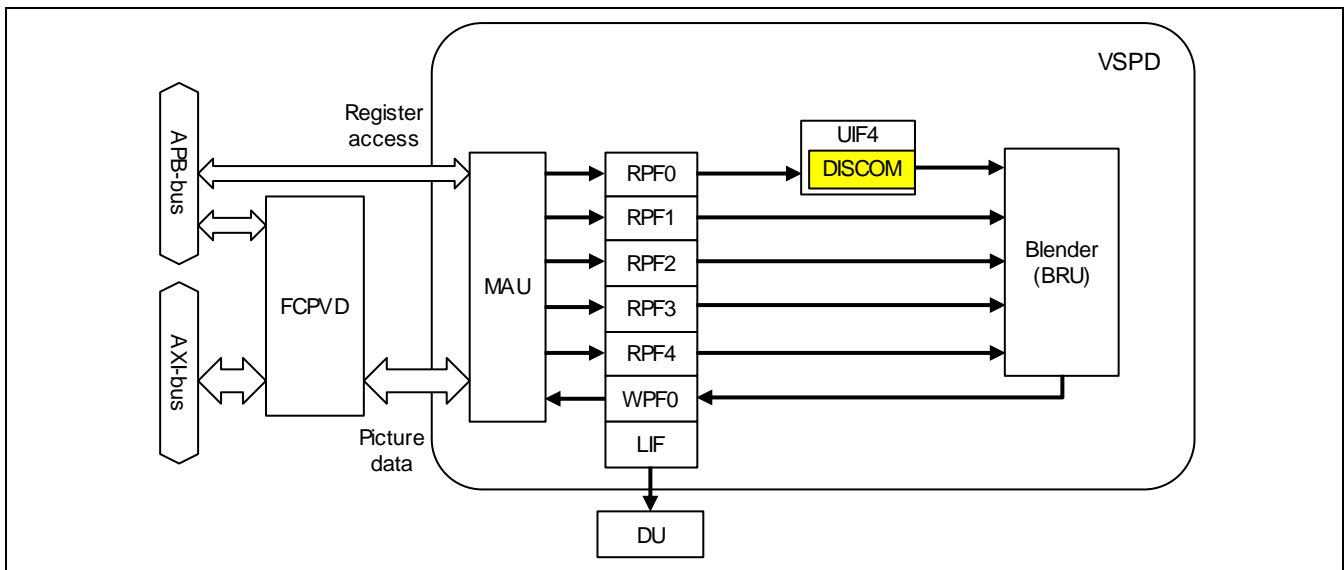 VSPD
Register
access
APB-bus
UIF4
DISCOM
RPF0
RPF1
RPF2
RPF3
RPF4
WPF0
LIF
MAU
Blender
(BRU)
FCPVD
AXI-bus
Picture
data
DU